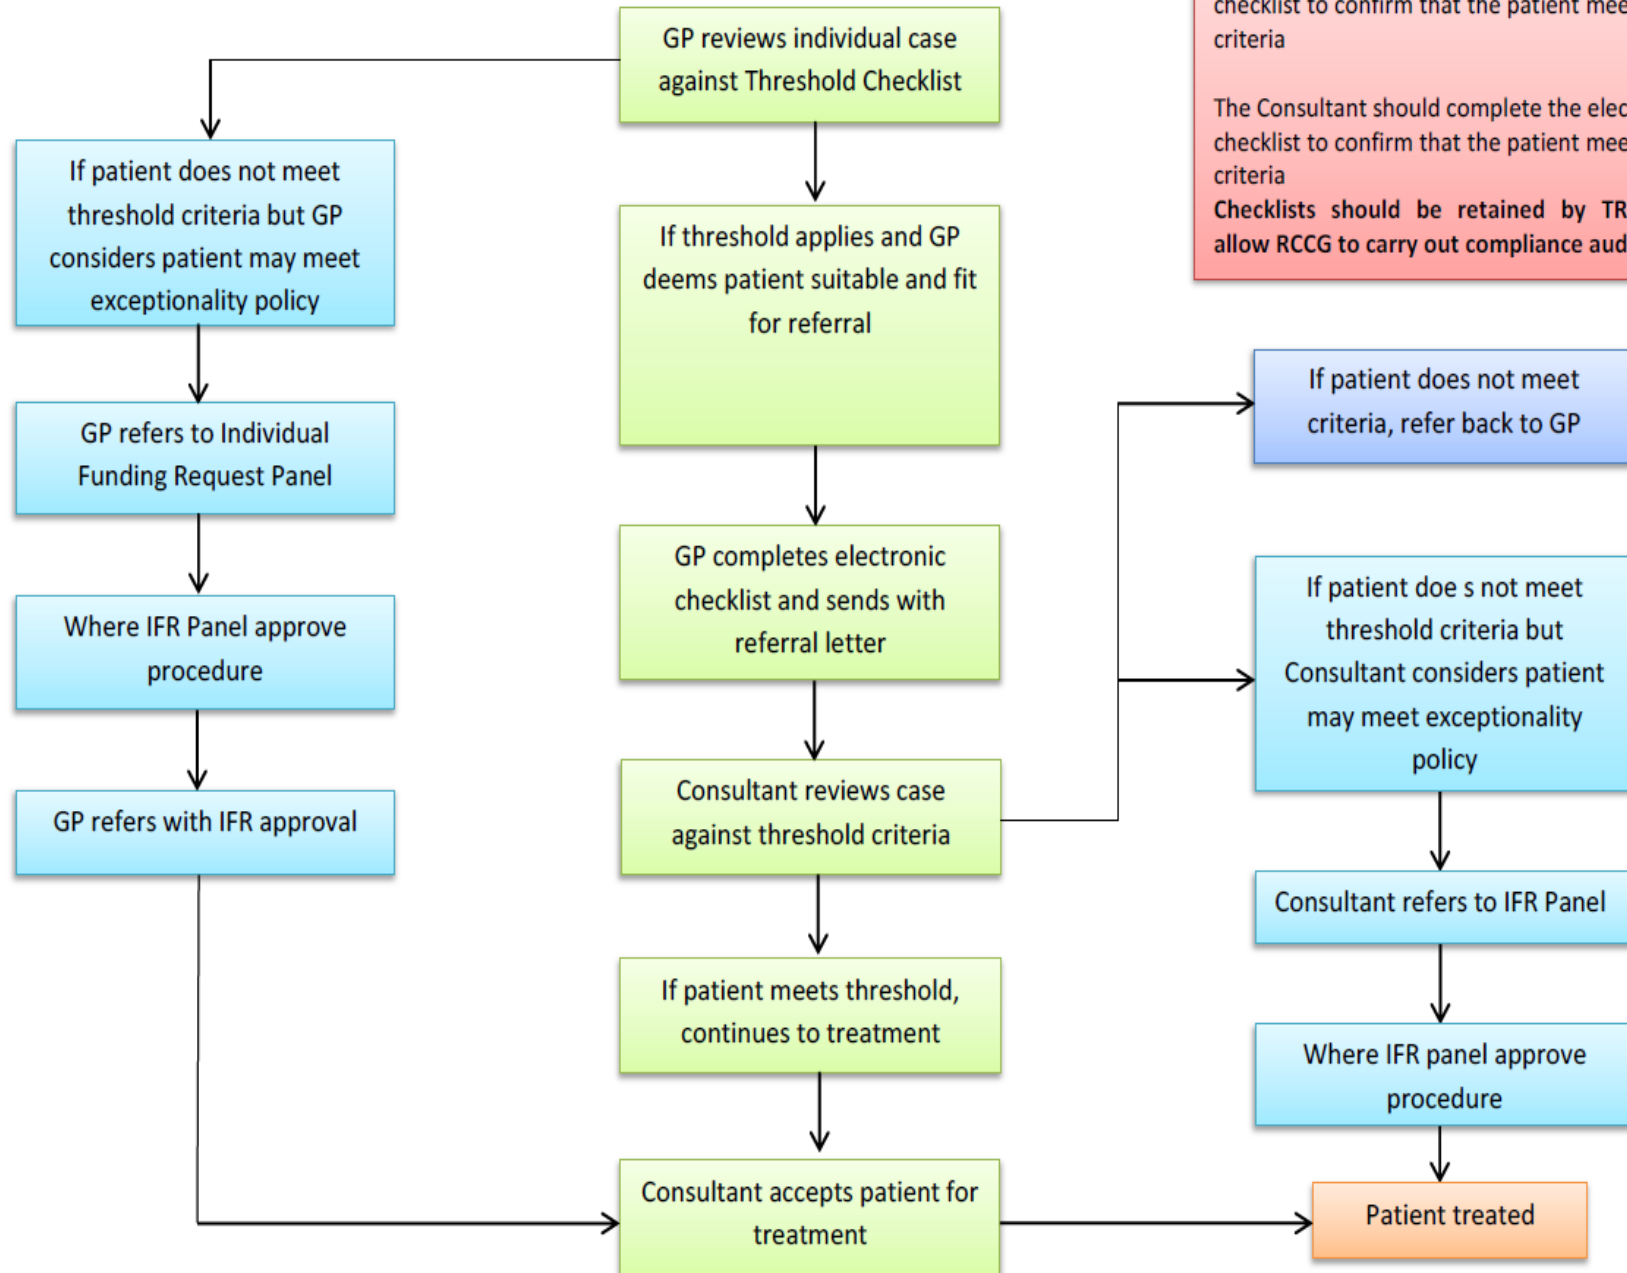 GP reviews individual case
against Threshold Checklist
If patient does not meet
threshold criteria but GP
considers patient may meet
exceptionality policy
GP refers to Individual
Funding Request Panel
Where IFR Panel approve
procedure
GP refers with IFR approval
If threshold applies and GP
deems patient suitable and fit
for referral
GP completes electronic
checklist and sends with
referral letter
Consultant reviews case
against threshold criteria
If patient meets threshold,
continues to treatment
Consultant accepts patient for
treatment
checklist to confirm that the patient
criteria
The Consultant should complete the
checklist to confirm that the patient
criteria
Checklists should be retained by
allow RCCG to carry out compliance
If patient does not meet
criteria, refer back to GP
If patient doe s not meet
threshold criteria but
Consultant considers patient
may meet exceptionality
policy
Consultant refers to IFR Panel
Where IFR panel approve
procedure
Patient treated